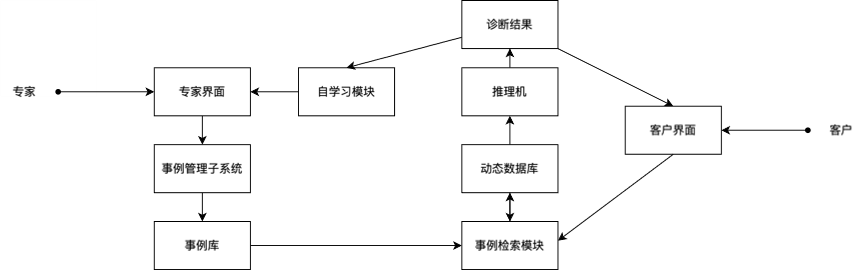 诊断结果
专家
专家界面
自学习模块
推理机
客户界面
客户
事例管理子系统
动态数据库
事例库
事例检索模块